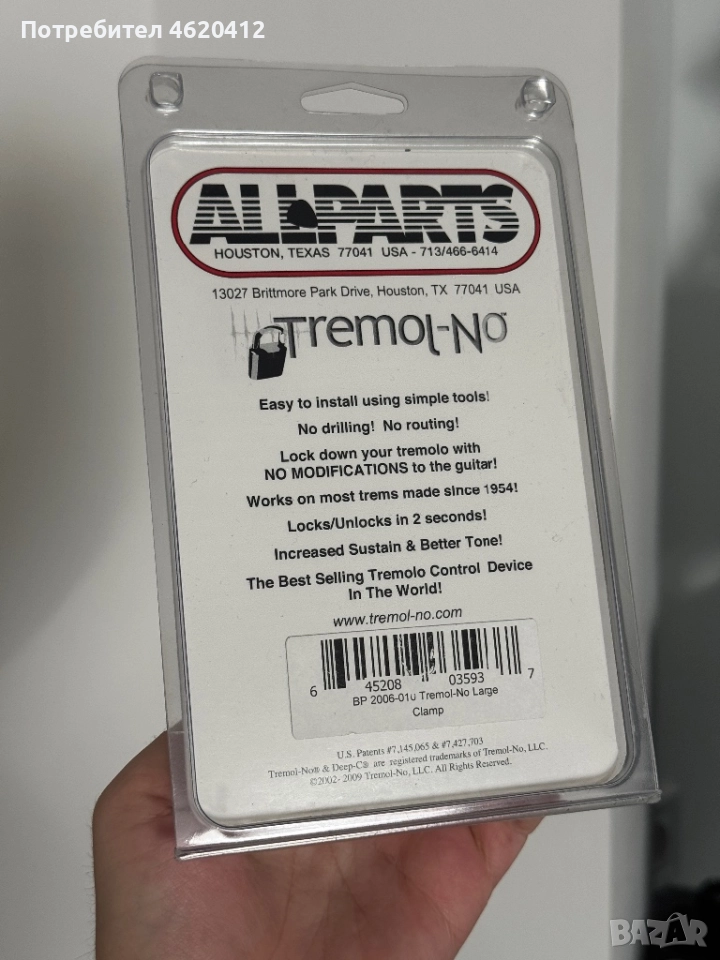 Потребител 4620412
ALLPARTS
HOUSTON, TEXAS 77041 USA - 713/466-6414
13027 Brittmore Park Drive, Houston, TX 77041 USA
Tremol-No™
Easy to install using simple tools!
No drilling! No routing!
Lock down your tremolo with
NO MODIFICATIONS to the guitar!
Works on most trems made since 1954!
Locks/Unlocks in 2 seconds!
Increased Sustain & Better Tone!
The Best Selling Tremolo Control Device
In The World!
www.tremol-no.com
6 45208 03593 7
BP 2006-010 Tremol-No Large
Clamp
U.S. Patents #7,145,065 & #7,427,703
Tremol-No® & Deep-C® are registered trademarks of Tremol-No, LLC.
©2002- 2009 Tremol-No, LLC. All Rights Reserved.
BAZAR